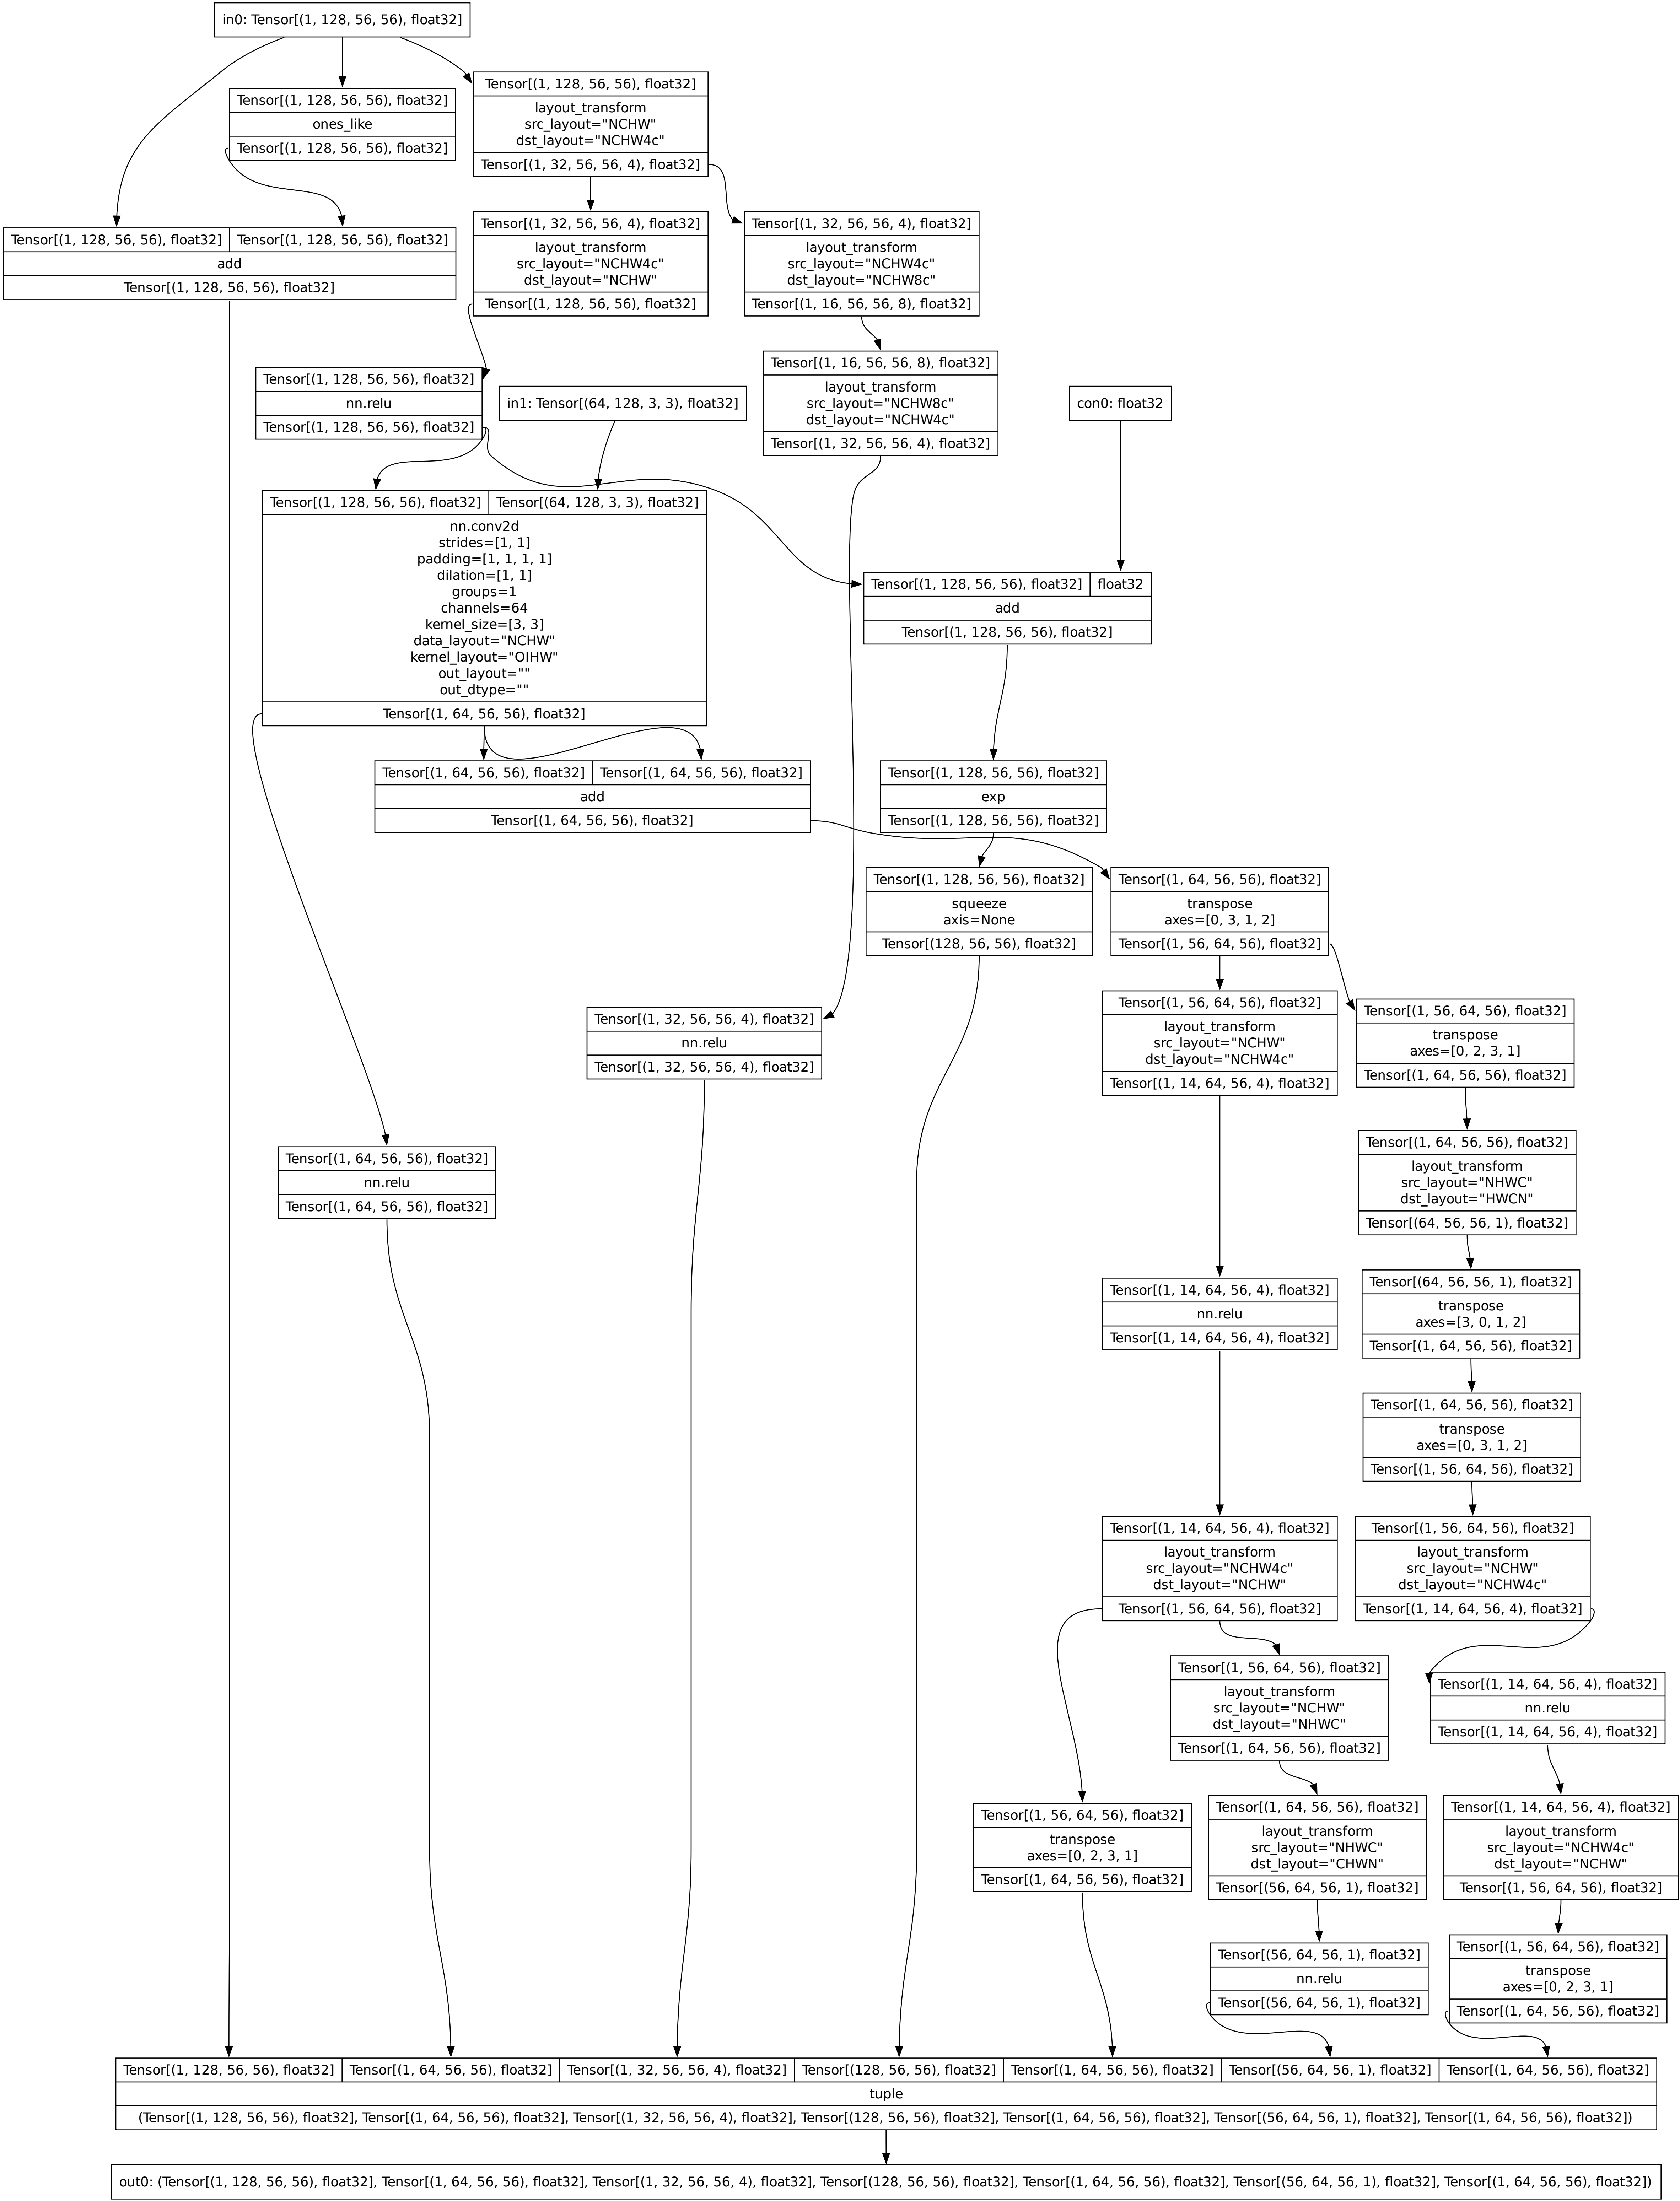 in0: Tensor[(1, 128, 56, 56), float32]
Tensor[(1, 128, 56, 56), float32]
layout_transform
src_layout="NCHW"
dst_layout="NCHW4c"
Tensor[(1, 32, 56, 56, 4), float32]
Tensor[(1, 128, 56, 56), float32]
ones_like
Tensor[(1, 128, 56, 56), float32]
Tensor[(1, 128, 56, 56), float32] Tensor[(1, 128, 56, 56), float32]
add
Tensor[(1, 128, 56, 56), float32]
Tensor[(1, 32, 56, 56, 4), float32]
layout_transform
src_layout="NCHW4c"
dst_layout="NCHW"
Tensor[(1, 128, 56, 56), float32]
Tensor[(1, 32, 56, 56, 4), float32]
layout_transform
src_layout="NCHW4c"
dst_layout="NCHW8c"
Tensor[(1, 16, 56, 56, 8), float32]
Tensor[(1, 128, 56, 56), float32]
nn.relu
Tensor[(1, 128, 56, 56), float32]
in1: Tensor[(64, 128, 3, 3), float32]
Tensor[(1, 16, 56, 56, 8), float32]
layout_transform
src_layout="NCHW8c"
dst_layout="NCHW4c"
Tensor[(1, 32, 56, 56, 4), float32]
con0: float32
Tensor[(1, 128, 56, 56), float32] Tensor[(64, 128, 3, 3), float32]
nn.conv2d
strides=[1, 1]
padding=[1, 1, 1, 1]
dilation=[1, 1]
groups=1
channels=64
kernel_size=[3, 3]
data_layout="NCHW"
kernel_layout="OIHW"
out_layout=""
out_dtype=""
Tensor[(1, 64, 56, 56), float32]
Tensor[(1, 128, 56, 56), float32] float32
add
Tensor[(1, 128, 56, 56), float32]
Tensor[(1, 64, 56, 56), float32] Tensor[(1, 64, 56, 56), float32]
add
Tensor[(1, 64, 56, 56), float32]
Tensor[(1, 128, 56, 56), float32]
exp
Tensor[(1, 128, 56, 56), float32]
Tensor[(1, 128, 56, 56), float32]
squeeze
axis=None
Tensor[(128, 56, 56), float32]
Tensor[(1, 64, 56, 56), float32]
transpose
axes=[0, 3, 1, 2]
Tensor[(1, 56, 64, 56), float32]
Tensor[(1, 32, 56, 56, 4), float32]
nn.relu
Tensor[(1, 32, 56, 56, 4), float32]
Tensor[(1, 56, 64, 56), float32]
layout_transform
src_layout="NCHW"
dst_layout="NCHW4c"
Tensor[(1, 14, 64, 56, 4), float32]
Tensor[(1, 56, 64, 56), float32]
transpose
axes=[0, 2, 3, 1]
Tensor[(1, 64, 56, 56), float32]
Tensor[(1, 64, 56, 56), float32]
nn.relu
Tensor[(1, 64, 56, 56), float32]
Tensor[(1, 64, 56, 56), float32]
layout_transform
src_layout="NHWC"
dst_layout="HWCN"
Tensor[(64, 56, 56, 1), float32]
Tensor[(1, 14, 64, 56, 4), float32]
nn.relu
Tensor[(1, 14, 64, 56, 4), float32]
Tensor[(64, 56, 56, 1), float32]
transpose
axes=[3, 0, 1, 2]
Tensor[(1, 64, 56, 56), float32]
Tensor[(1, 64, 56, 56), float32]
transpose
axes=[0, 3, 1, 2]
Tensor[(1, 56, 64, 56), float32]
Tensor[(1, 14, 64, 56, 4), float32]
layout_transform
src_layout="NCHW4c"
dst_layout="NCHW"
Tensor[(1, 56, 64, 56), float32]
Tensor[(1, 56, 64, 56), float32]
layout_transform
src_layout="NCHW"
dst_layout="NCHW4c"
Tensor[(1, 14, 64, 56, 4), float32]
Tensor[(1, 56, 64, 56), float32]
layout_transform
src_layout="NCHW"
dst_layout="NHWC"
Tensor[(1, 64, 56, 56), float32]
Tensor[(1, 14, 64, 56, 4), float32]
nn.relu
Tensor[(1, 14, 64, 56, 4), float32]
Tensor[(1, 56, 64, 56), float32]
transpose
axes=[0, 2, 3, 1]
Tensor[(1, 64, 56, 56), float32]
Tensor[(1, 64, 56, 56), float32]
layout_transform
src_layout="NHWC"
dst_layout="CHWN"
Tensor[(56, 64, 56, 1), float32]
Tensor[(1, 14, 64, 56, 4), float32]
layout_transform
src_layout="NCHW4c"
dst_layout="NCHW"
Tensor[(1, 56, 64, 56), float32]
Tensor[(56, 64, 56, 1), float32]
nn.relu
Tensor[(56, 64, 56, 1), float32]
Tensor[(1, 56, 64, 56), float32]
transpose
axes=[0, 2, 3, 1]
Tensor[(1, 64, 56, 56), float32]
Tensor[(1, 128, 56, 56), float32] Tensor[(1, 64, 56, 56), float32] Tensor[(1, 32, 56, 56, 4), float32] Tensor[(128, 56, 56), float32] Tensor[(1, 64, 56, 56), float32] Tensor[(56, 64, 56, 1), float32] Tensor[(1, 64, 56, 56), float32]
tuple
(Tensor[(1, 128, 56, 56), float32], Tensor[(1, 64, 56, 56), float32], Tensor[(1, 32, 56, 56, 4), float32], Tensor[(128, 56, 56), float32], Tensor[(1, 64, 56, 56), float32], Tensor[(56, 64, 56, 1), float32], Tensor[(1, 64, 56, 56), float32])
out0: (Tensor[(1, 128, 56, 56), float32], Tensor[(1, 64, 56, 56), float32], Tensor[(1, 32, 56, 56, 4), float32], Tensor[(128, 56, 56), float32], Tensor[(1, 64, 56, 56), float32], Tensor[(56, 64, 56, 1), float32], Tensor[(1, 64, 56, 56), float32])